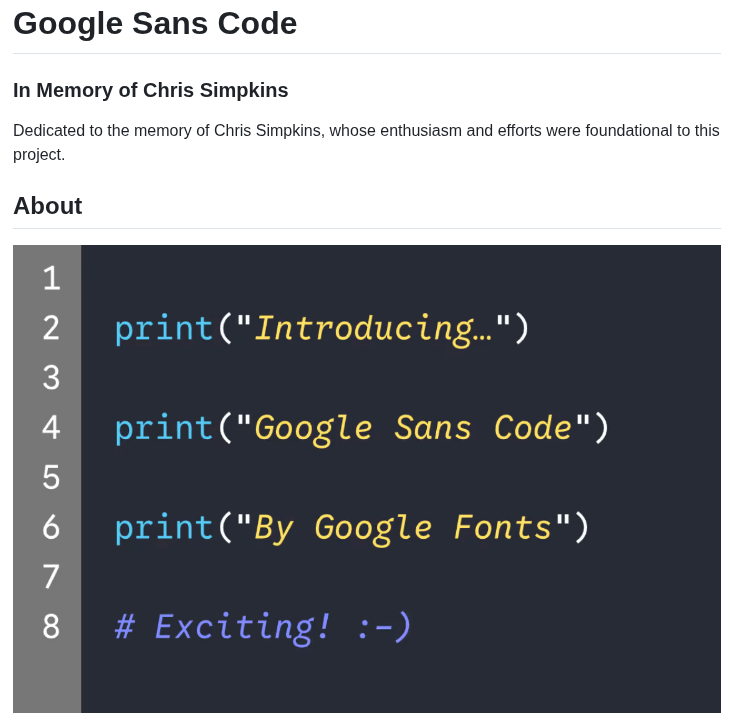 Google Sans Code
In Memory of Chris Simpkins
Dedicated to the memory of Chris Simpkins, whose enthusiasm and efforts were foundational to this
project.
About
1
2 print("Introducing…")
3
4 print("Google Sans Code")
5
6 print("By Google Fonts")
7
8 # Exciting! :-)